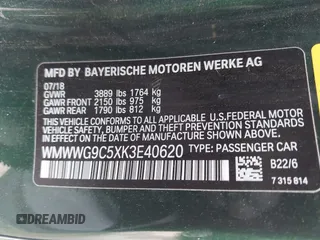 MFD BY BAYERISCHE MOTOREN WERKE AG
07/18
GVWR 3889 lbs 1764 kg
GAWR FRONT 2150 lbs 975 kg
GAWR REAR 1790 lbs 812 kg
THIS VEHICLE CONFORMS TO ALL APPLICABLE
FEDERAL MOTOR VEHICLE SAFETY, BUMPER, AND
THEFT PREVENTION STANDARDS IN EFFECT ON
THE DATE OF MANUFACTURE SHOWN ABOVE.
WMWWG9C5XK3E40620 TYPE: PASSENGER CAR
B22/6
7 315 814
DREAMBID